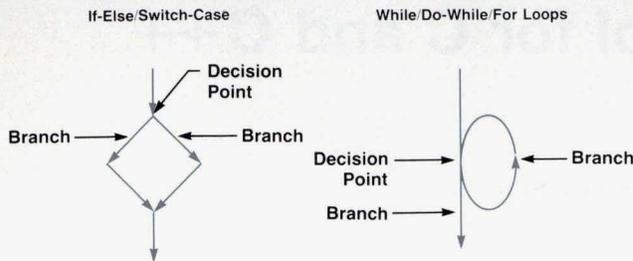 If-Else/Switch-Case
Decision
Point
Branch
Branch
While/Do-While/For Loops
Decision
Point
Branch
Branch